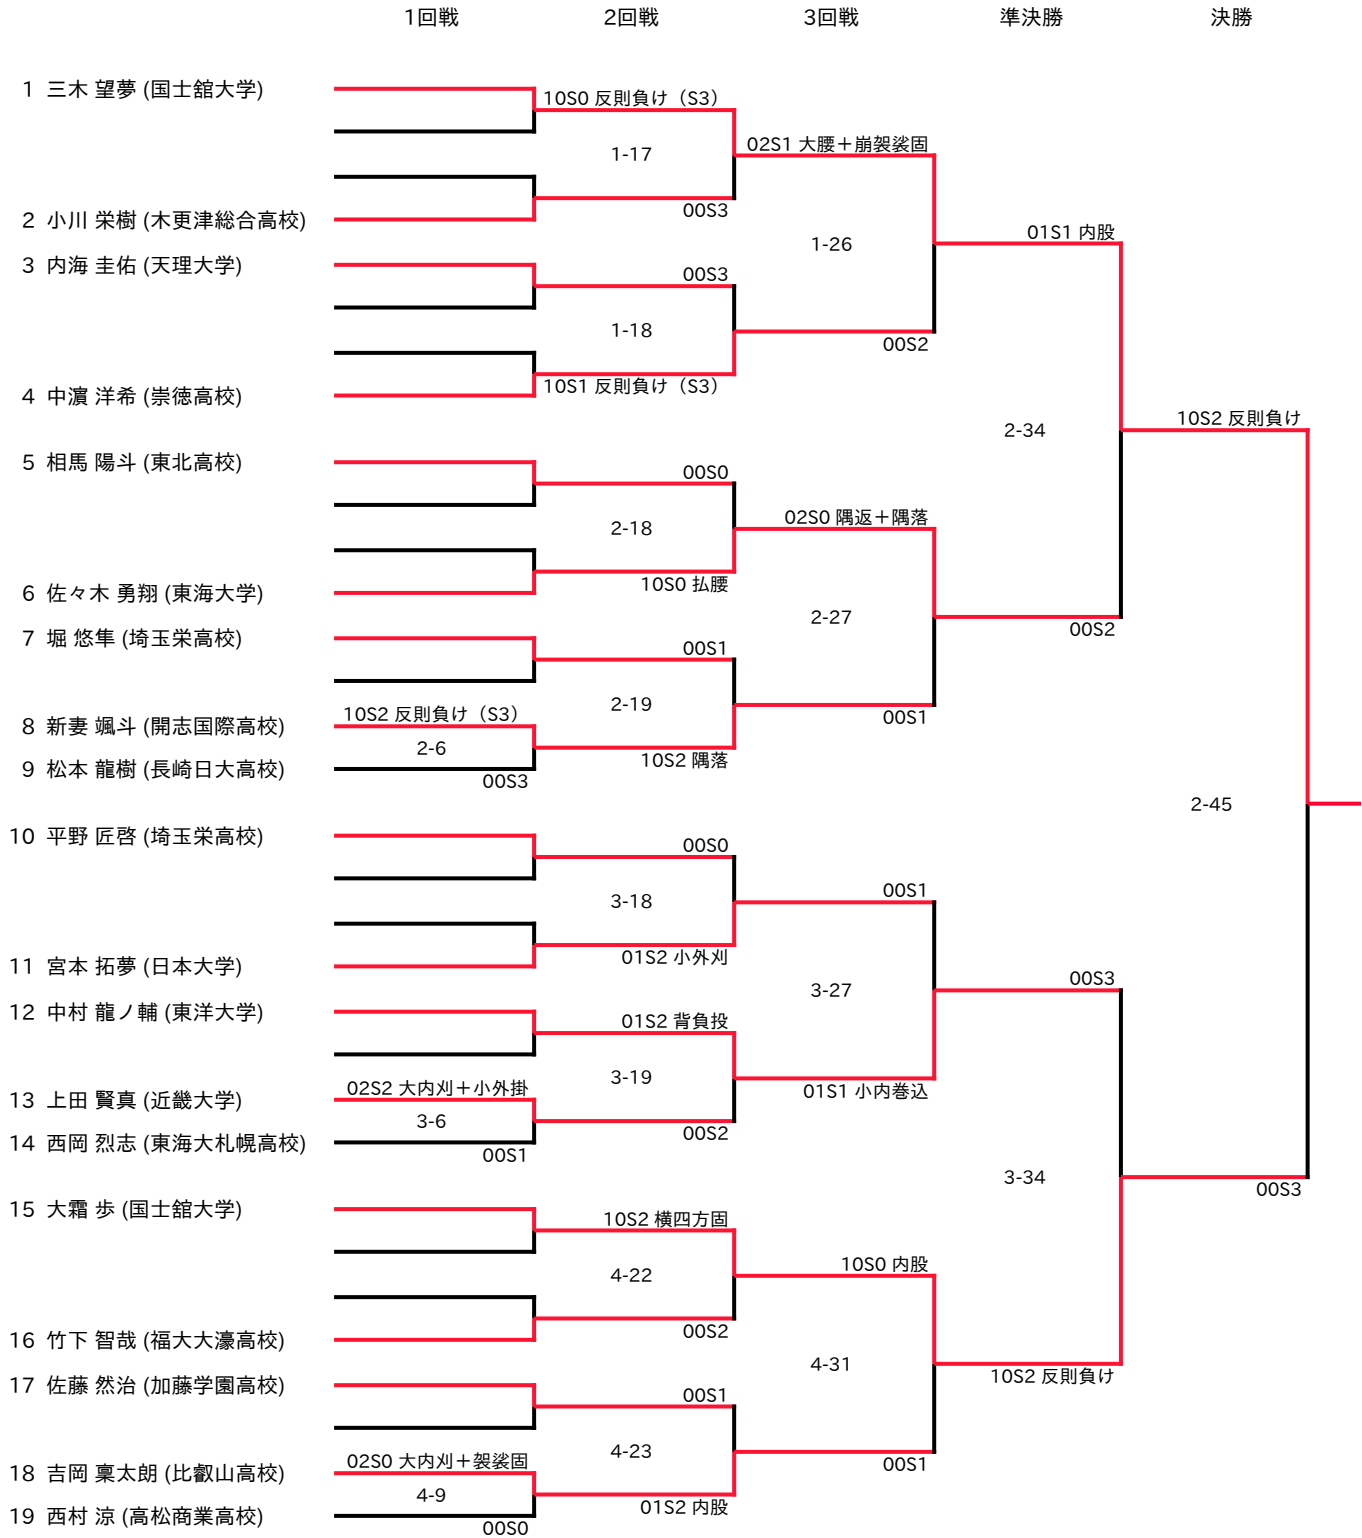 1回戦 2回戦 3回戦 準決勝 決勝
1 三木 望夢 (国士舘大学)
10S0 反則負け（S3）
02S1 大腰＋崩袈裟固
1-17
00S3
2 小川 栄樹 (木更津総合高校)
01S1 内股
1-26
3 内海 圭佑 (天理大学)
00S3
1-18
00S2
10S1 反則負け（S3）
4 中濵 洋希 (崇徳高校)
10S2 反則負け
2-34
5 相馬 陽斗 (東北高校)
00S0
02S0 隅返＋隅落
2-18
10S0 払腰
6 佐々木 勇翔 (東海大学)
2-27
00S2
7 堀 悠隼 (埼玉栄高校)
00S1
2-19
00S1
10S2 反則負け（S3）
8 新妻 颯斗 (開志国際高校)
2-6
10S2 隅落
9 松本 龍樹 (長崎日大高校)
00S3
2-45
10 平野 匠啓 (埼玉栄高校)
00S0
00S1
3-18
01S2 小外刈
11 宮本 拓夢 (日本大学)
00S3
3-27
12 中村 龍ノ輔 (東洋大学)
01S2 背負投
3-19
01S1 小内巻込
02S2 大内刈＋小外掛
13 上田 賢真 (近畿大学)
3-6
00S2
14 西岡 烈志 (東海大札幌高校)
00S1
3-34
00S3
15 大霜 歩 (国士舘大学)
10S2 横四方固
10S0 内股
4-22
00S2
16 竹下 智哉 (福大大濠高校)
4-31
10S2 反則負け
17 佐藤 然治 (加藤学園高校)
00S1
4-23
00S1
02S0 大内刈＋袈裟固
18 吉岡 稟太朗 (比叡山高校)
4-9
01S2 内股
19 西村 涼 (高松商業高校)
00S0